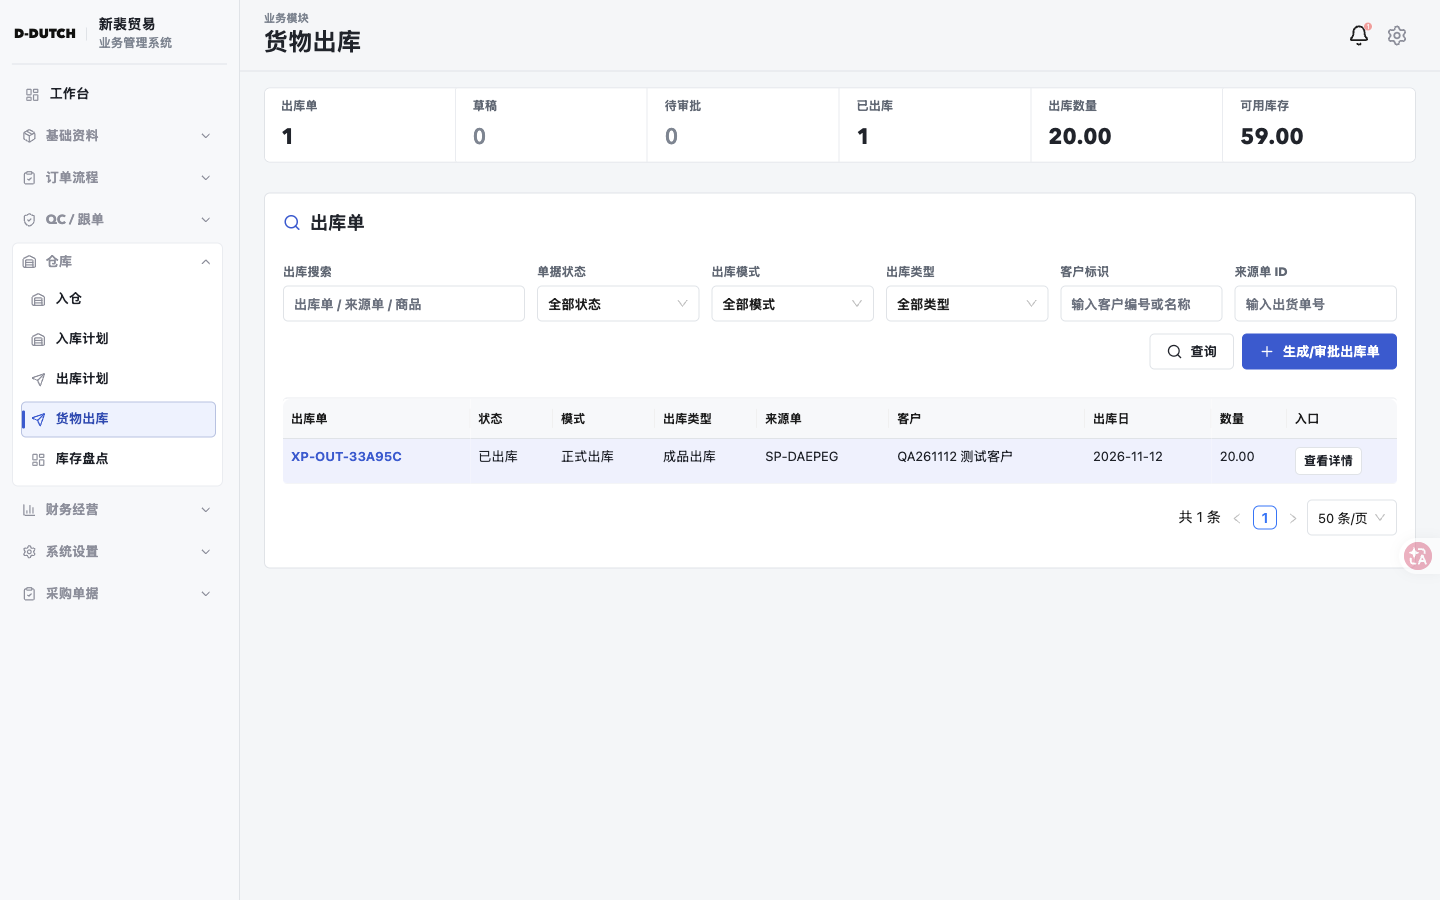 D-DUTCH
新裴贸易
业务管理系统
工作台
基础资料
订单流程
QC / 跟单
仓库
入仓
入库计划
出库计划
货物出库
库存盘点
财务经营
系统设置
采购单据
业务模块
货物出库
1
出库单 草稿 待审批 已出库 出库数量 可用库存
1 0 0 1 20.00 59.00
出库单
出库搜索 单据状态 出库模式 出库类型 客户标识 来源单 ID
出库单 / 来源单 / 商品 全部状态 全部模式 全部类型 输入客户编号或名称 输入出货单号
查询 生成/审批出库单
出库单 状态 模式 出库类型 来源单 客户 出库日 数量 入口
XP-OUT-33A95C 已出库 正式出库 成品出库 SP-DAEPEG QA261112 测试客户 2026-11-12 20.00 查看详情
共 1 条 1 50 条/页